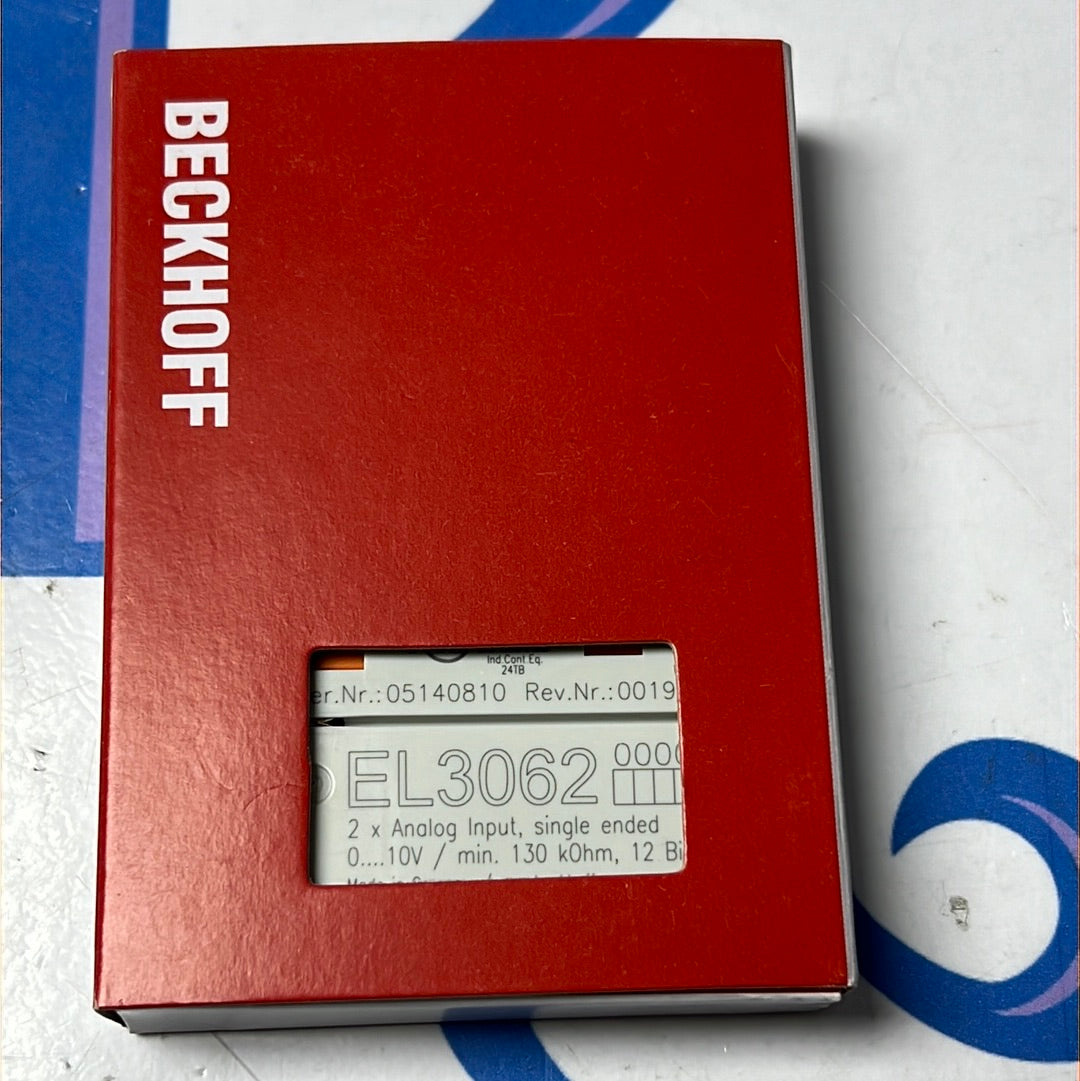 BECKHOFF
Ind.Cont.Eq.
24TB
er.Nr.:05140810 Rev.Nr.:0019
EL3062
0000
2 x Analog Input, single ended
0....10V / min. 130 kOhm, 12 Bi